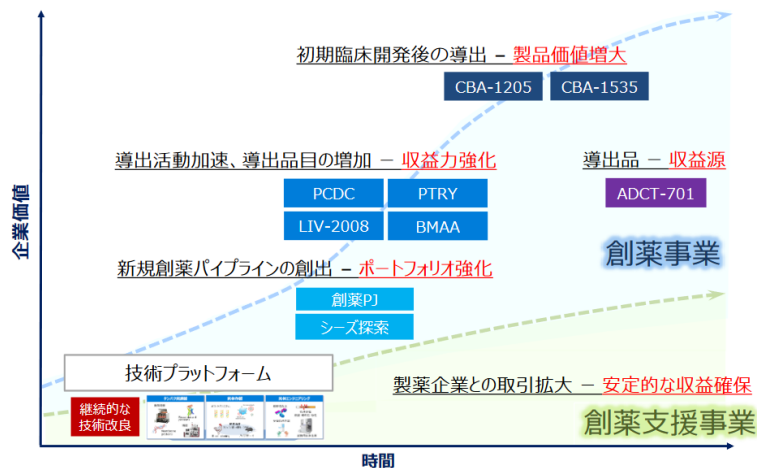 初期臨床開発後の導出 – 製品価値増大
CBA-1205
CBA-1535
導出活動加速、導出品目の増加 － 収益力強化
導出品 － 収益源
PCDC
PTRY
ADCT-701
LIV-2008
BMAA
企業価値
創薬事業
新規創薬パイプラインの創出 – ポートフォリオ強化
創薬PJ
シーズ探索
技術プラットフォーム
製薬企業との取引拡大 － 安定的な収益確保
継続的な
技術改良
創薬支援事業
時間